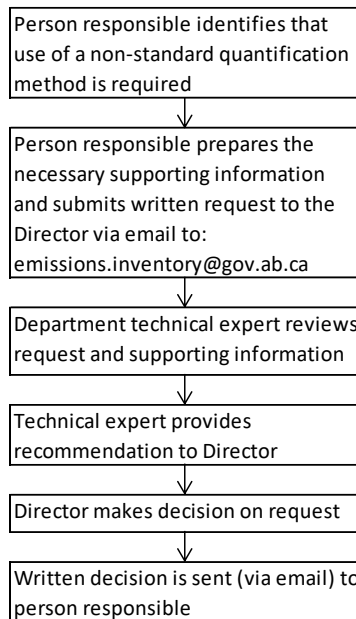 Person responsible identifies that
use of a non-standard quantification
method is required
Person responsible prepares the
necessary supporting information
and submits written request to the
Director via email to:
emissions.inventory@gov.ab.ca
Department technical expert reviews
request and supporting information
Technical expert provides
recommendation to Director
Director makes decision on request
Written decision is sent (via email) to
person responsible